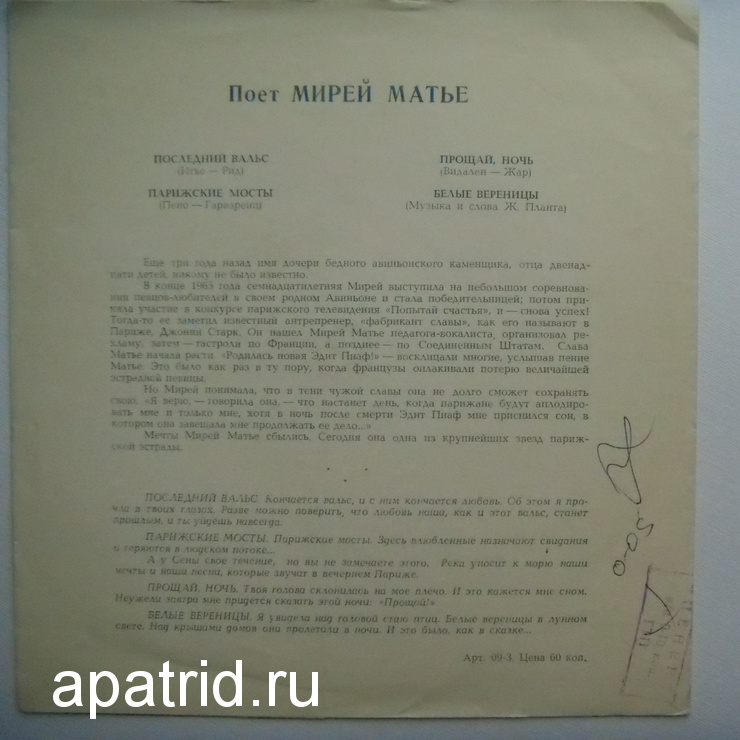 Поет МИРЕЙ МАТЬЕ
ПОСЛЕДНИЙ ВАЛЬС
ПРОЩАЙ, НОЧЬ
(— Рид)
(Видален — Жар)
ПАРИЖСКИЕ МОСТЫ
БЕЛЫЕ ВЕРЕНИЦЫ
(— Гарваренц)
(Музыка и слова Ж. Планта)
Еще три года назад имя дочери бедного авиньонского каменщика, отца двенад-
цати детей, никому не было известно.
В конце 1965 года семнадцатилетняя Мирей выступила на небольшом соревнова-
нии певцов-любителей в своем родном Авиньоне и стала победительницей; потом при-
няла участие в конкурсе парижского телевидения «Попытай счастья», и — снова успех!
Тогда-то ее заметил известный антрепренер, «фабрикант славы», как его называют в
Париже, Джонни Старк. Он нашел Мирей Матье педагога-вокалиста, организовал ре-
кламу, затем — гастроли по Франции, а позднее — по Соединенным Штатам. Слава
Матье начала расти. «Родилась новая Эдит Пиаф!» — восклицали многие, услышав пение
Матье. Это было как раз в ту пору, когда французы оплакивали потерю величайшей
эстрадной певицы.
Но Мирей понимала, что в тени чужой славы она не долго сможет сохранять
свою. «Я верю, — говорила она, — что настанет день, когда парижане будут аплодиро-
вать мне и только мне, хотя в ночь после смерти Эдит Пиаф мне приснился сон, в
котором она завещала мне продолжать ее дело...»
Мечты Мирей Матье сбылись. Сегодня она одна из крупнейших звезд париж-
ской эстрады.
ПОСЛЕДНИЙ ВАЛЬС. Кончается вальс, и с ним кончается любовь. Об этом я про-
чла в твоих глазах. Разве можно поверить, что любовь наша, как и этот вальс, станет
прошлым, и ты уйдешь навсегда.
ПАРИЖСКИЕ МОСТЫ. Парижские мосты. Здесь влюбленные назначают свидания
и теряются в людском потоке...
А у Сены свое течение, но вы не замечаете этого. Река уносит к морю наши
мечты и наши песни, которые звучат в вечернем Париже.
ПРОЩАЙ, НОЧЬ. Твоя голова склонилась на мое плечо. И это кажется мне сном.
Неужели завтра мне придется сказать этой ночи: «Прощай!»
БЕЛЫЕ ВЕРЕНИЦЫ. Я увидела над головой стаю птиц. Белые вереницы в лунном
свете. Над крышами домов они пролетали в ночи. И это было, как в сказке...
Арт. 09-3. Цена 60 коп.
apatrid.ru